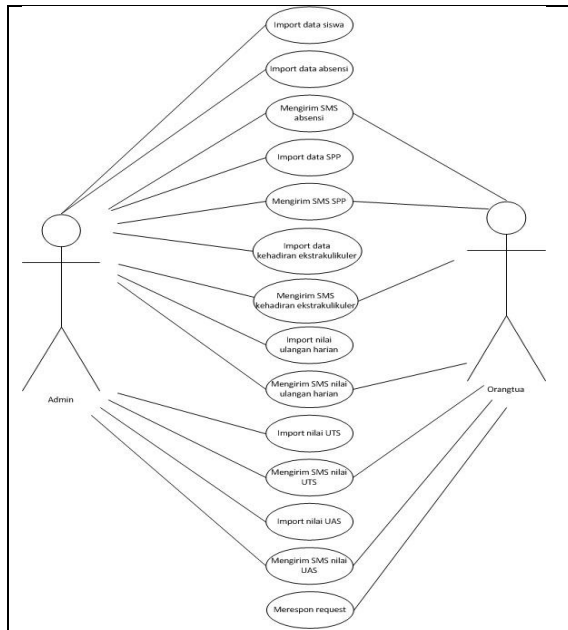 Import data siswa
Import data absensi
Mengirim SMS
absensi
Import data SPP
Mengirim SMS SPP
Import data
kehadiran ekstrakulikuler
Mengirim SMS
kehadiran ekstrakulikuler
Import nilai
ulangan harian
Mengirim SMS nilai
ulangan harian
Admin
Orangtua
Import nilai UTS
Mengirim SMS nilai
UTS
Import nilai UAS
Mengirim SMS nilai
UAS
Merespon request